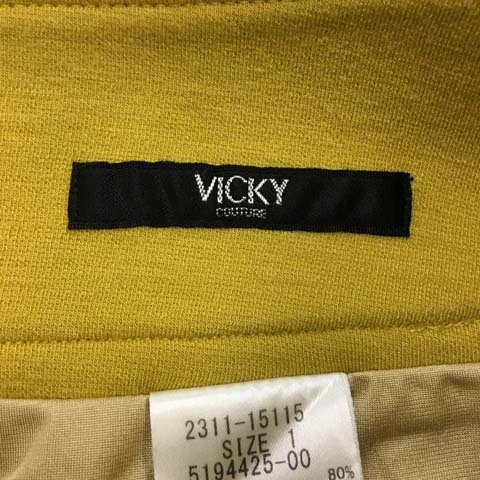 VICKY
COUTURE
2311-15115
SIZE 1
5194425-00
80%